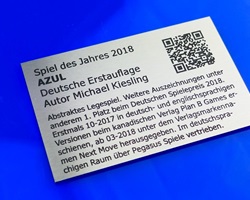 Spiel des Jahres 2018
AZUL
Deutsche Erstauflage
Autor Michael Kiesling
Abstraktes Legespiel. Weitere Auszeichnungen unter
anderem 1. Platz beim Deutschen Spielepreis 2018.
Erstmals 10-2017 in deutsch- und englischsprachigen
Versionen beim kanadischen Verlag Plan B Games er-
schienen, ab 03-2018 unter dem Verlagsmarkenna-
men Next Move herausgegeben. Im deutschspra-
chigen Raum über Pegasus Spiele vertrieben.